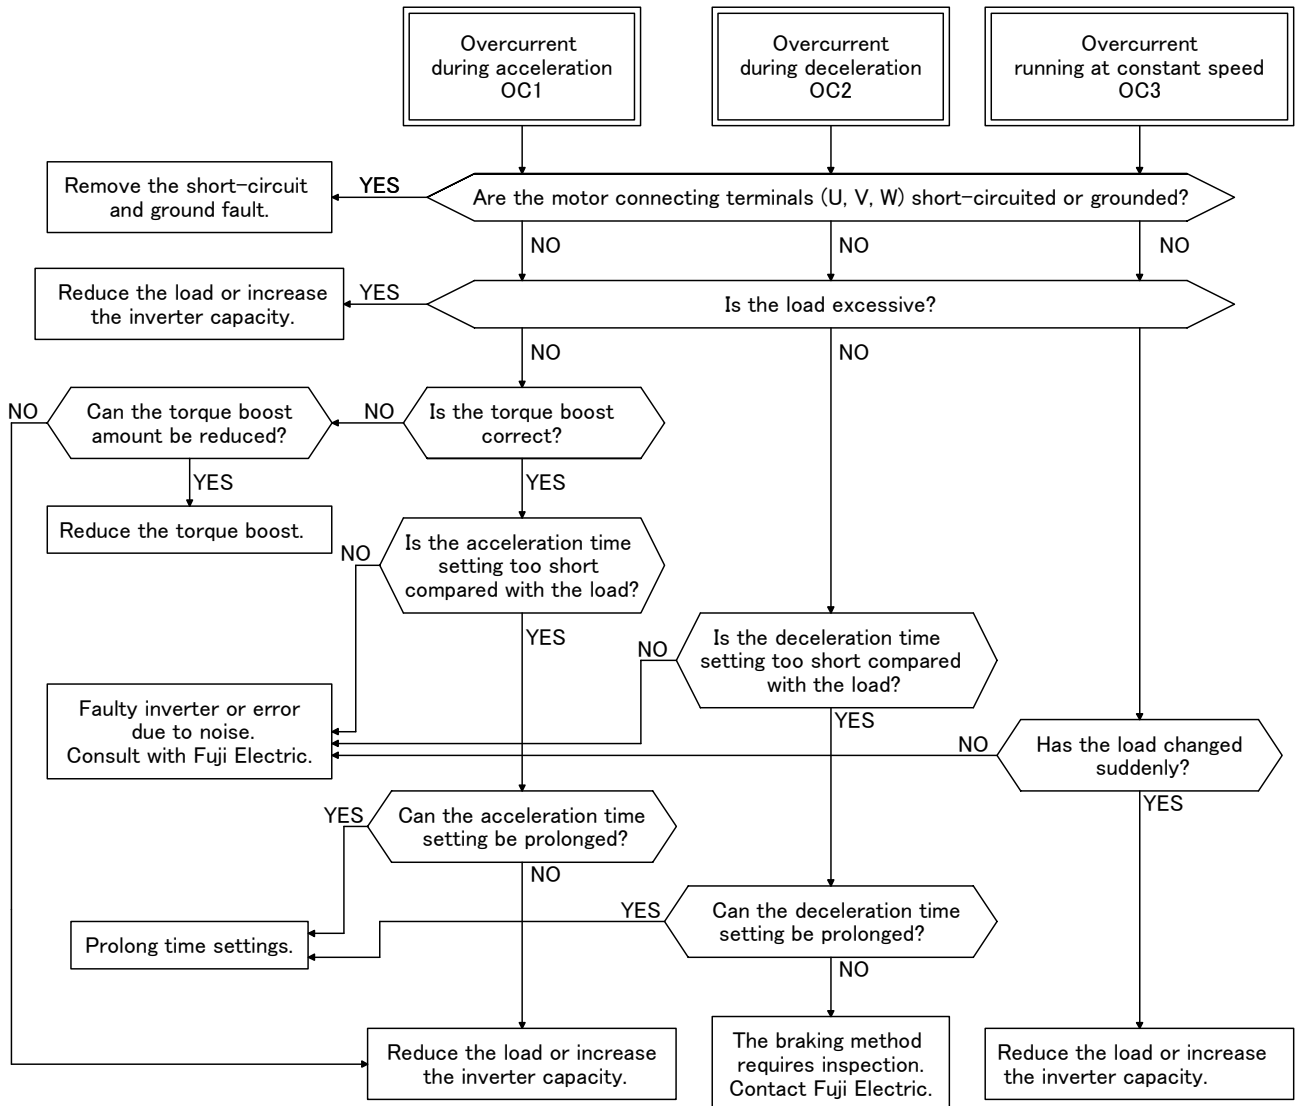 Overcurrent
during acceleration
OC1
Overcurrent
during deceleration
OC2
Overcurrent
running at constant speed
OC3
Remove the short-circuit
and ground fault.
YES
Are the motor connecting terminals (U, V, W) short-circuited or grounded?
NO
NO
NO
Reduce the load or increase
the inverter capacity.
YES
Is the load excessive?
NO
NO
NO
Can the torque boost
amount be reduced?
NO
Is the torque boost
correct?
YES
YES
Reduce the torque boost.
NO
Is the acceleration time
setting too short
compared with the load?
YES
NO
Is the deceleration time
setting too short compared
with the load?
YES
Faulty inverter or error
due to noise.
Consult with Fuji Electric.
NO
Has the load changed
suddenly?
YES
YES
Can the acceleration time
setting be prolonged?
NO
YES
Can the deceleration time
setting be prolonged?
NO
Prolong time settings.
Reduce the load or increase
the inverter capacity.
The braking method
requires inspection.
Contact Fuji Electric.
Reduce the load or increase
the inverter capacity.